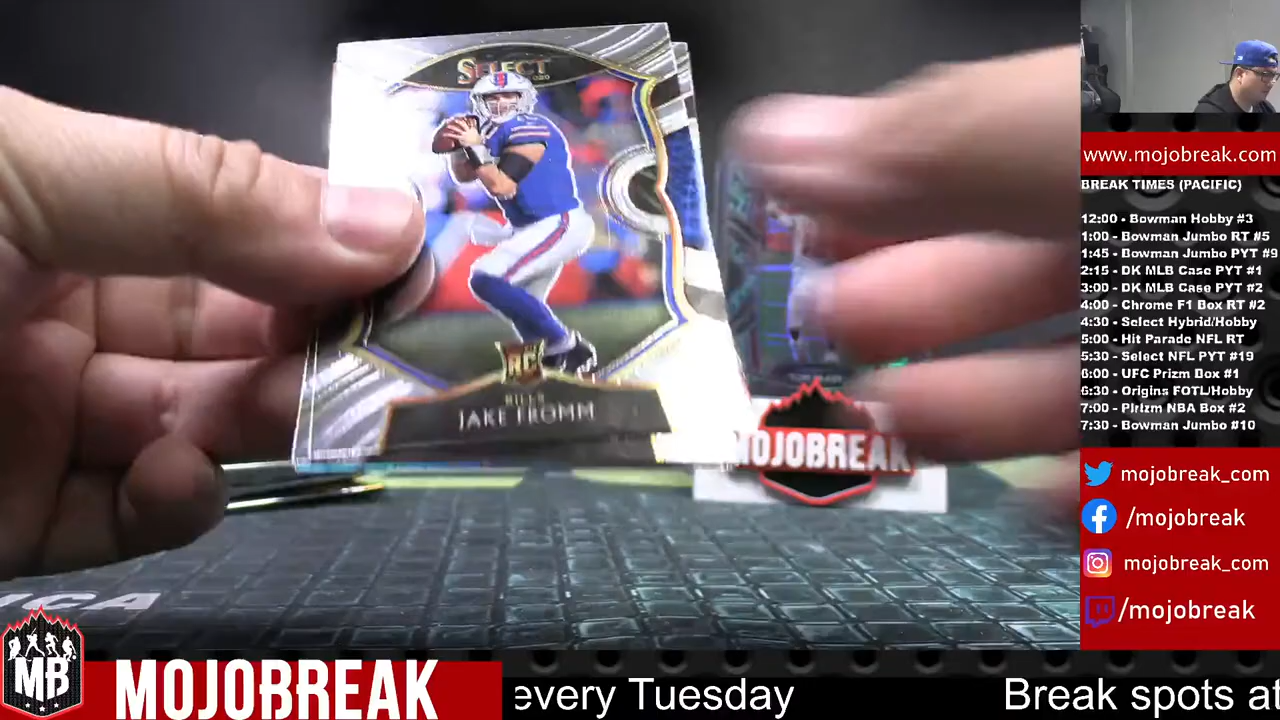 SELECT
2020
RC
BILLS
JAKE FROMM
MOJOBREAK
www.mojobreak.com
BREAK TIMES (PACIFIC)
12:00 - Bowman Hobby #3
1:00 - Bowman Jumbo RT #5
1:45 - Bowman Jumbo PYT #9
2:15 - DK MLB Case PYT #1
3:00 - DK MLB Case PYT #2
4:00 - Chrome F1 Box RT #2
4:30 - Select Hybrid/Hobby
5:00 - Hit Parade NFL RT
5:30 - Select NFL PYT #19
6:00 - UFC Prizm Box #1
6:30 - Origins FOTL/Hobby
7:00 - Plrizm NBA Box #2
7:30 - Bowman Jumbo #10
mojobreak_com
/mojobreak
mojobreak_com
/mojobreak
MB
MOJOBREAK
every Tuesday
Break spots at